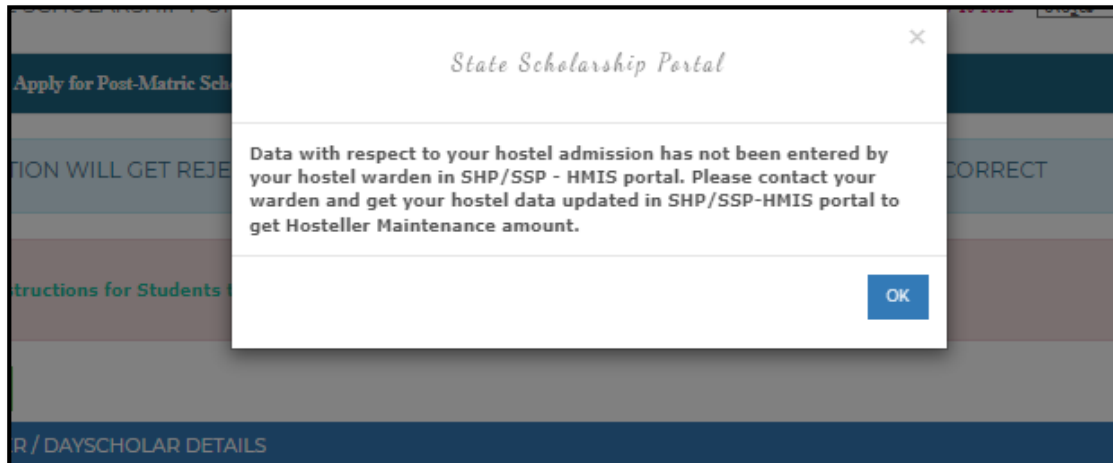 State Scholarship Portal
×
Apply for Post-Matric Sch
TION WILL GET REJE
CORRECT
Data with respect to your hostel admission has not been entered by
your hostel warden in SHP/SSP - HMIS portal. Please contact your
warden and get your hostel data updated in SHP/SSP-HMIS portal to
get Hosteller Maintenance amount.
structions for Students t
OK
R / DAYSCHOLAR DETAILS